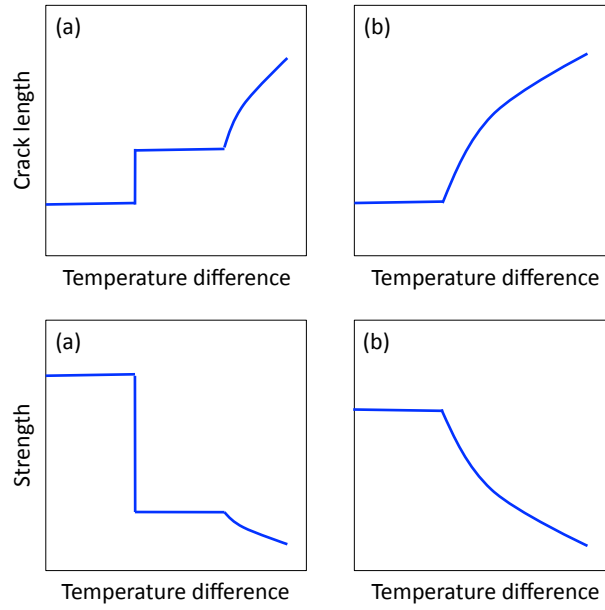 (a)
(b)
Crack length
Temperature difference
Temperature difference
(a)
(b)
Strength
Temperature difference
Temperature difference